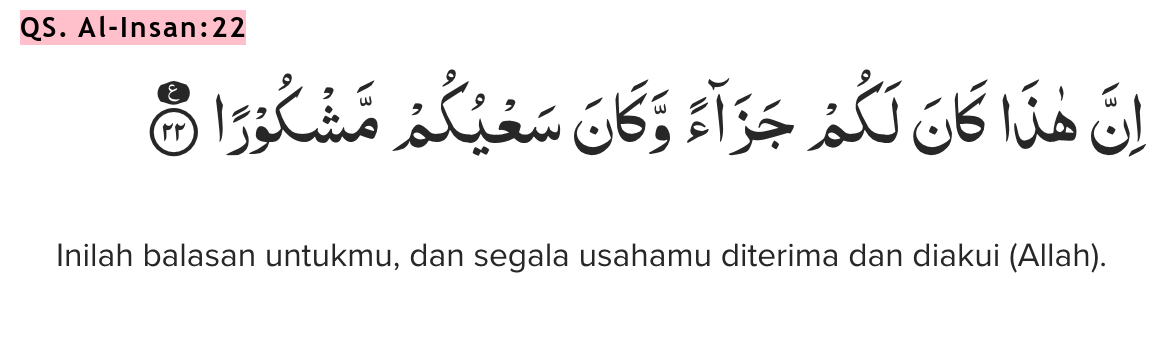 QS. Al-Insan:22
اِنَّ هٰذَا كَانَ لَكُمْ جَزَاۤءً وَّكَانَ سَعْيُكُمْ مَّشْكُوْرًا ࣖ ٢٢
Inilah balasan untukmu, dan segala usahamu diterima dan diakui (Allah).